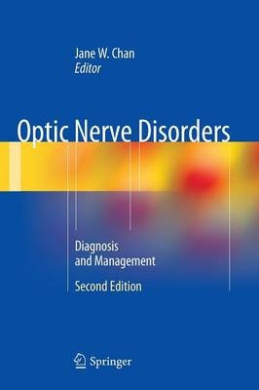 Jane W. Chan
Editor
Optic Nerve Disorders
Diagnosis
and Management
Second Edition
Springer